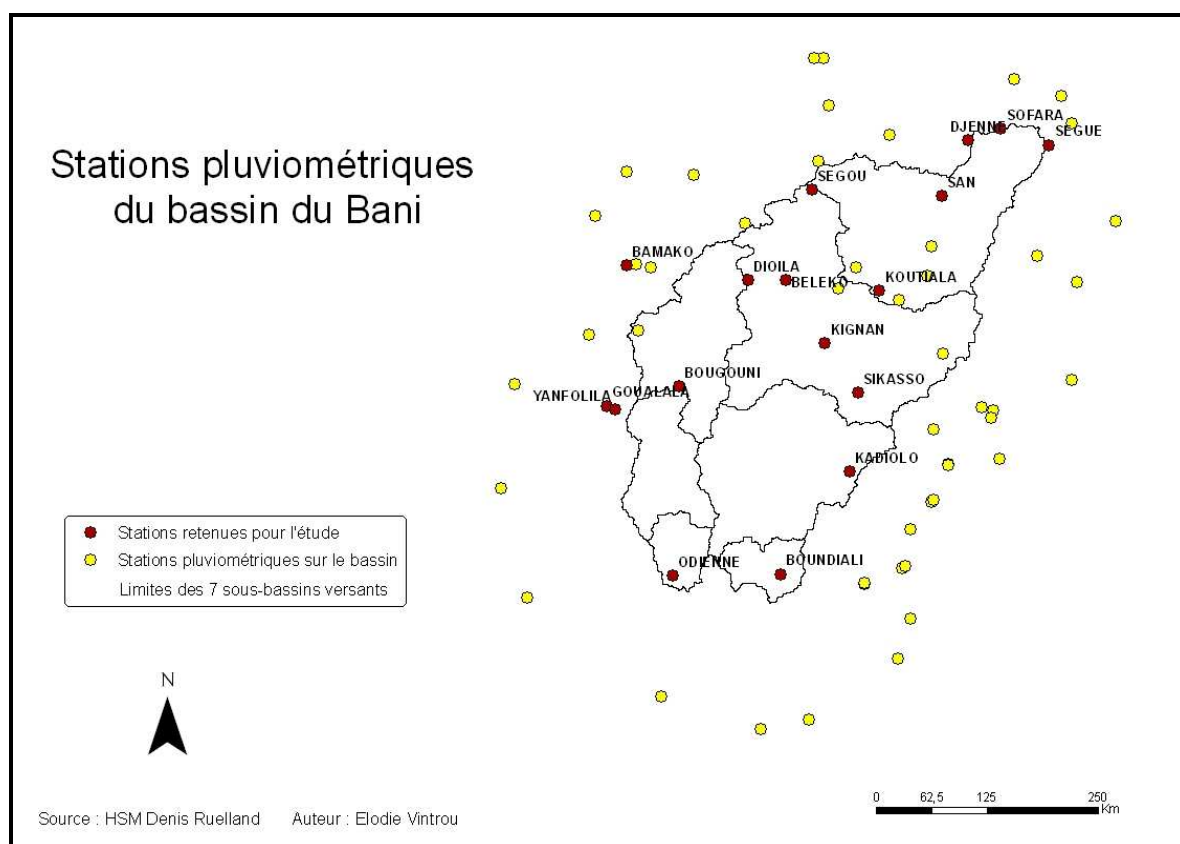 Stations pluviométriques
du bassin du Bani
SOFARA
DJENNE
SEGUE
SEGOU
SAN
BAMAKO
DIOILA
BELEKO
KOUTIALA
KIGNAN
BOUGOUNI
SIKASSO
YANFOLILA
GOUALALA
KADIOLO
Stations retenues pour l'étude
Stations pluviométriques sur le bassin
Limites des 7 sous-bassins versants
ODIENNE
BOUNDIALI
N
0 62,5 125 250
Km
Source : HSM Denis Ruelland Auteur : Elodie Vintrou